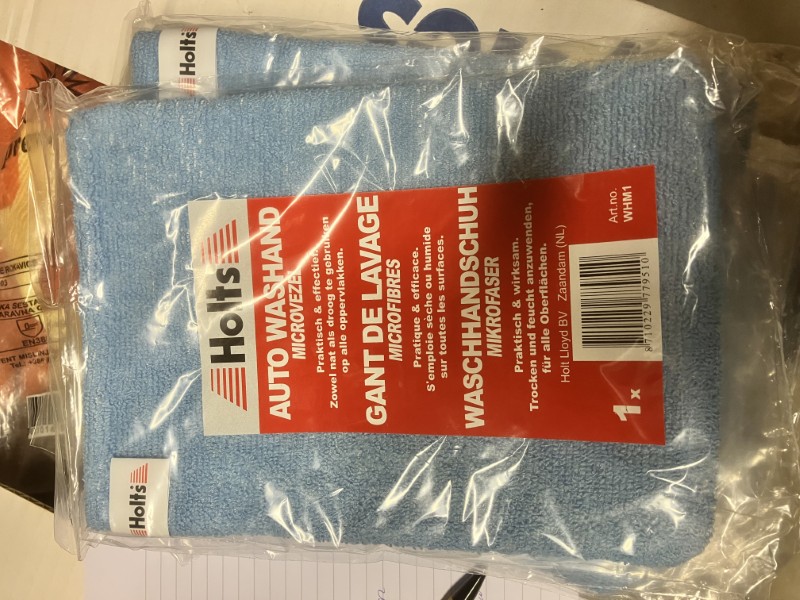 Holts
Holts
AUTO WASHAND
MICROVEZEL
Praktisch & effectief.
Zowel nat als droog te gebruiken
op alle oppervlakken.
GANT DE LAVAGE
MICROFIBRES
Pratique & efficace.
S'emploie sèche ou humide
sur toutes les surfaces.
WASCHHANDSCHUH
MIKROFASER
Praktisch & wirksam.
Trocken und feucht anzuwenden,
für alle Oberflächen.
Holt Lloyd BV Zaandam (NL)
Art.no.
WHM1
8710229779510
1 x
Holts